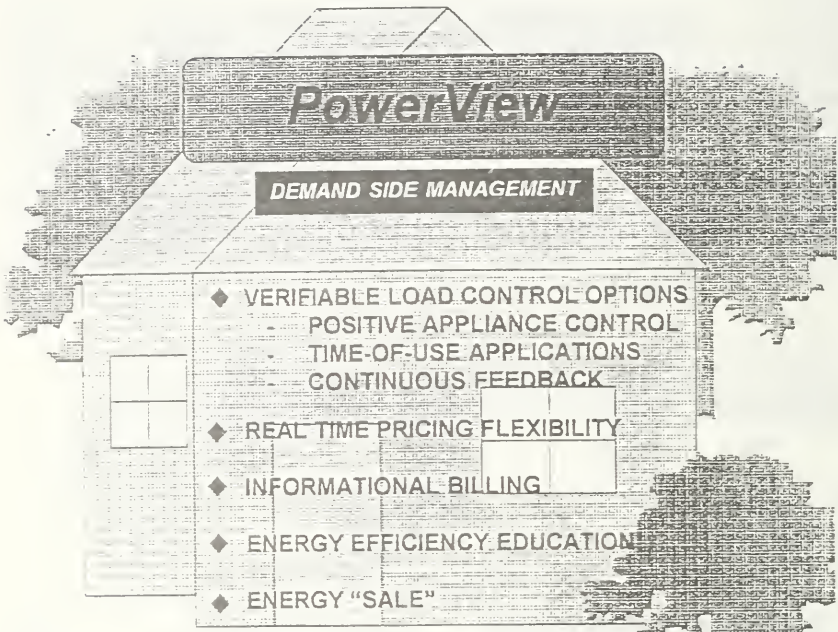 PowerView
DEMAND SIDE MANAGEMENT
◆ VERIFIABLE LOAD CONTROL OPTIONS
- POSITIVE APPLIANCE CONTROL
- TIME-OF-USE APPLICATIONS
- CONTINUOUS FEEDBACK
◆ REAL TIME PRICING FLEXIBILITY
◆ INFORMATIONAL BILLING
◆ ENERGY EFFICIENCY EDUCATION
◆ ENERGY "SALE"